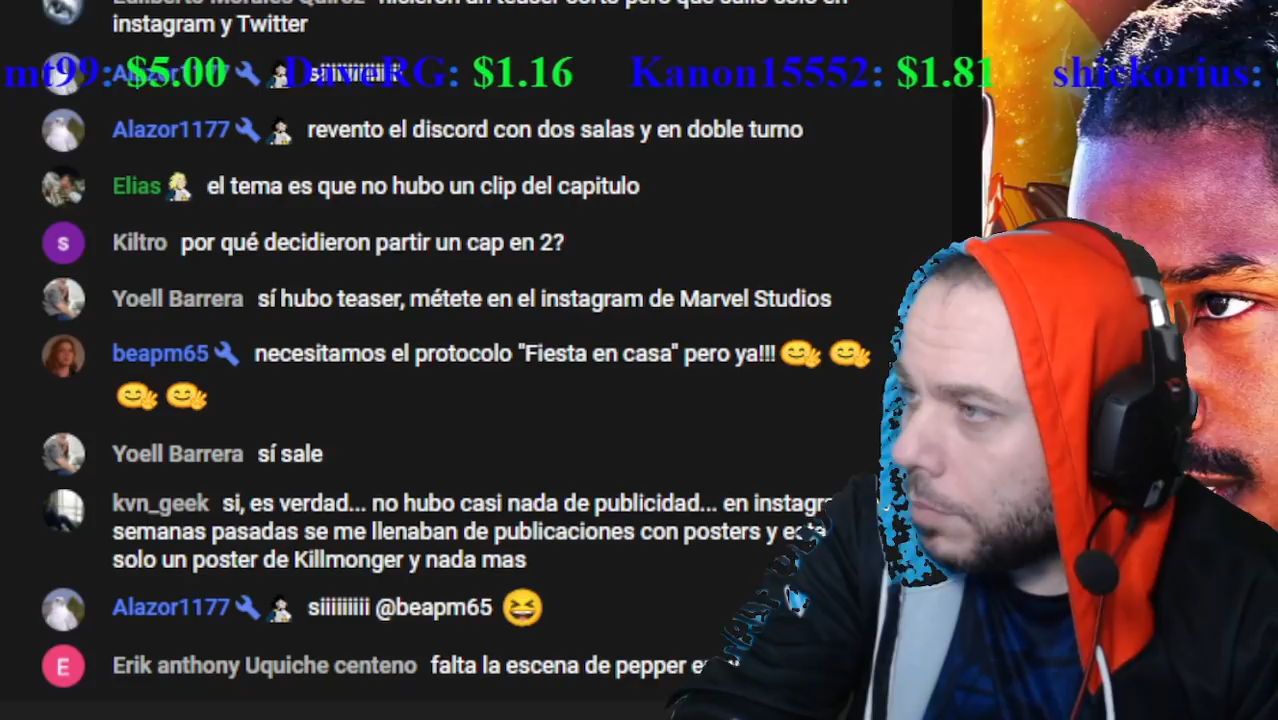 instagram y Twitter
mt99: $5.00 DaveRG: $1.16 Kanon15552: $1.81 shickorius:
Alazor1177 siiiiiiiiiii
Alazor1177 revento el discord con dos salas y en doble turno
Elias el tema es que no hubo un clip del capitulo
S Kiltro por qué decidieron partir un cap en 2?
Yoell Barrera sí hubo teaser, métete en el instagram de Marvel Studios
beapm65 necesitamos el protocolo "Fiesta en casa" pero ya!!!
Yoell Barrera sí sale
kvn_geek si, es verdad... no hubo casi nada de publicidad... en instagr
semanas pasadas se me llenaban de publicaciones con posters y
solo un poster de Killmonger y nada mas
Alazor1177 siiiiiiiii @beapm65
E Erik anthony Uquiche centeno falta la escena de pepper